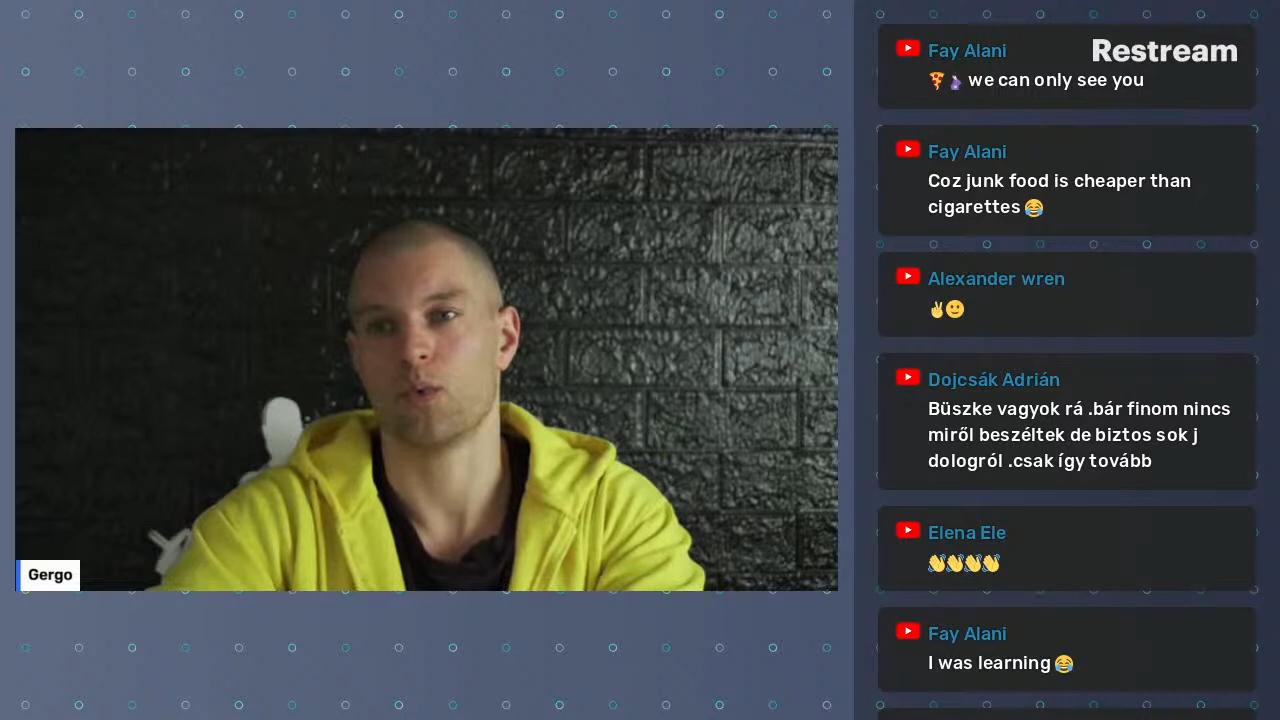 Restream
Fay Alani
we can only see you
Fay Alani
Coz junk food is cheaper than
cigarettes
Alexander wren
Dojcsák Adrián
Büszke vagyok rá .bár finom nincs
miről beszéltek de biztos sok j
dologról .csak így tovább
Elena Ele
Fay Alani
I was learning
Gergo